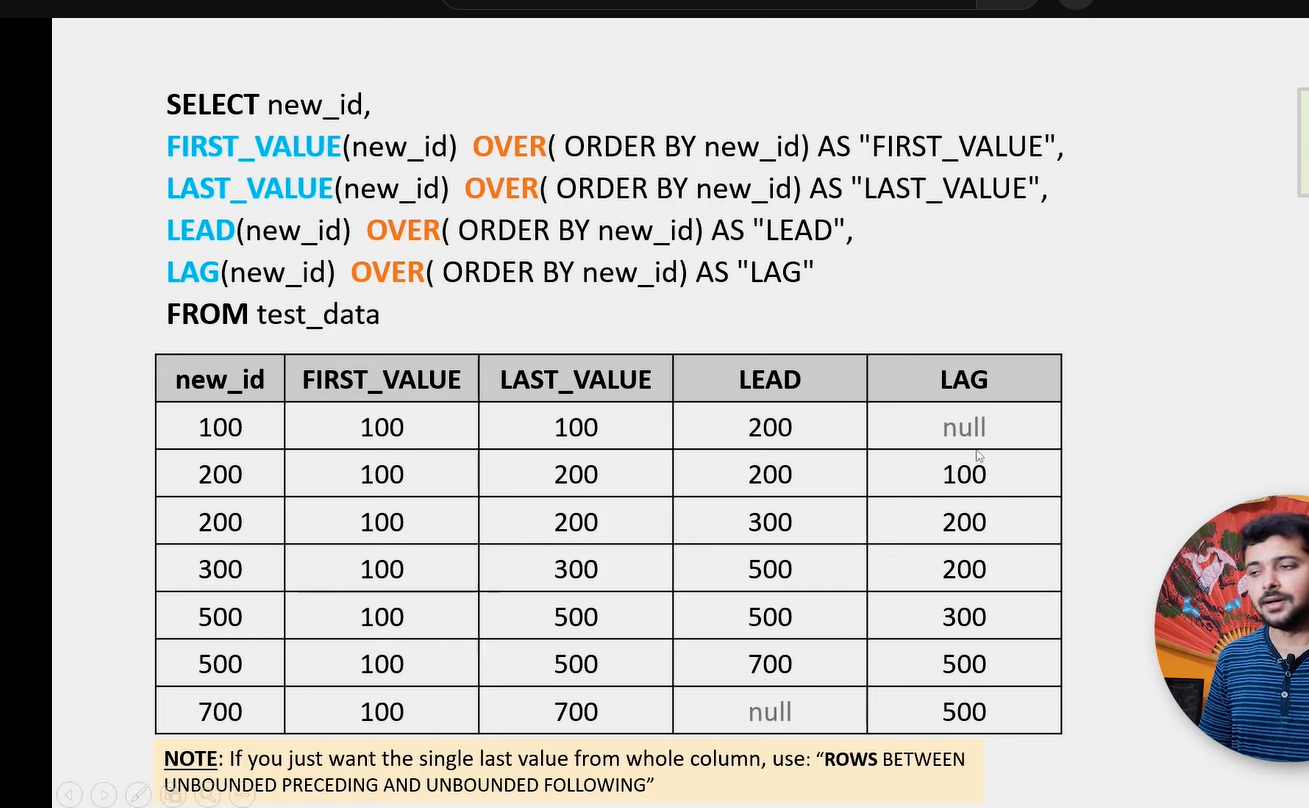 SELECT new_id,
FIRST_VALUE(new_id) OVER( ORDER BY new_id) AS "FIRST_VALUE",
LAST_VALUE(new_id) OVER( ORDER BY new_id) AS "LAST_VALUE",
LEAD(new_id) OVER( ORDER BY new_id) AS "LEAD",
LAG(new_id) OVER( ORDER BY new_id) AS "LAG"
FROM test_data
new_id FIRST_VALUE LAST_VALUE LEAD LAG
100 100 100 200 null
200 100 200 200 100
200 100 200 300 200
300 100 300 500 200
500 100 500 500 300
500 100 500 700 500
700 100 700 null 500
NOTE: If you just want the single last value from whole column, use: “ROWS BETWEEN
UNBOUNDED PRECEDING AND UNBOUNDED FOLLOWING”